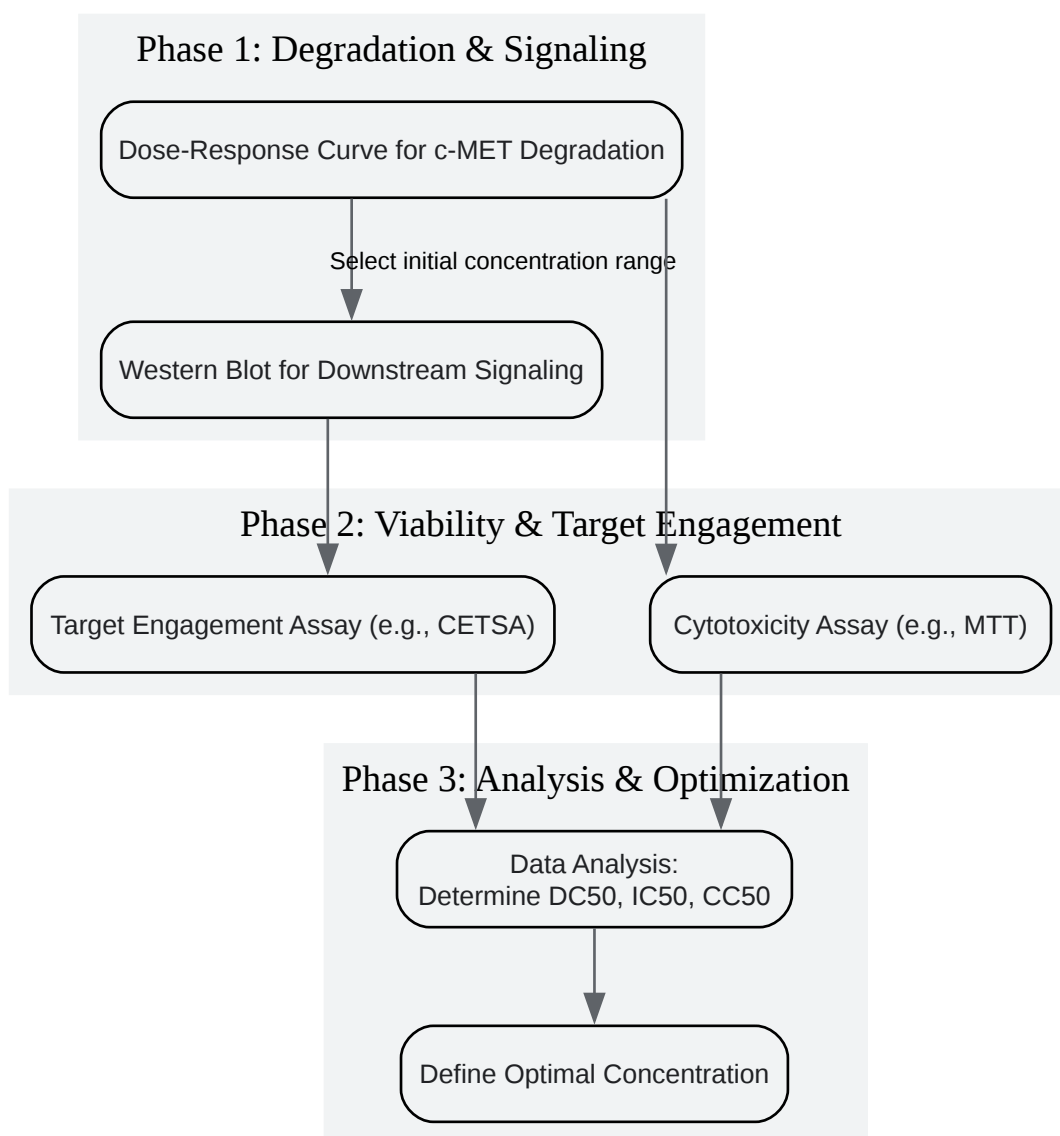 Phase 1: Degradation & Signaling
Dose-Response Curve for c-MET Degradation
Select initial concentration range
Western Blot for Downstream Signaling
Phase 2: Viability & Target Engagement
Target Engagement Assay (e.g., CETSA)
Cytotoxicity Assay (e.g., MTT)
Phase 3: Analysis & Optimization
Data Analysis:
Determine DC50, IC50, CC50
Define Optimal Concentration